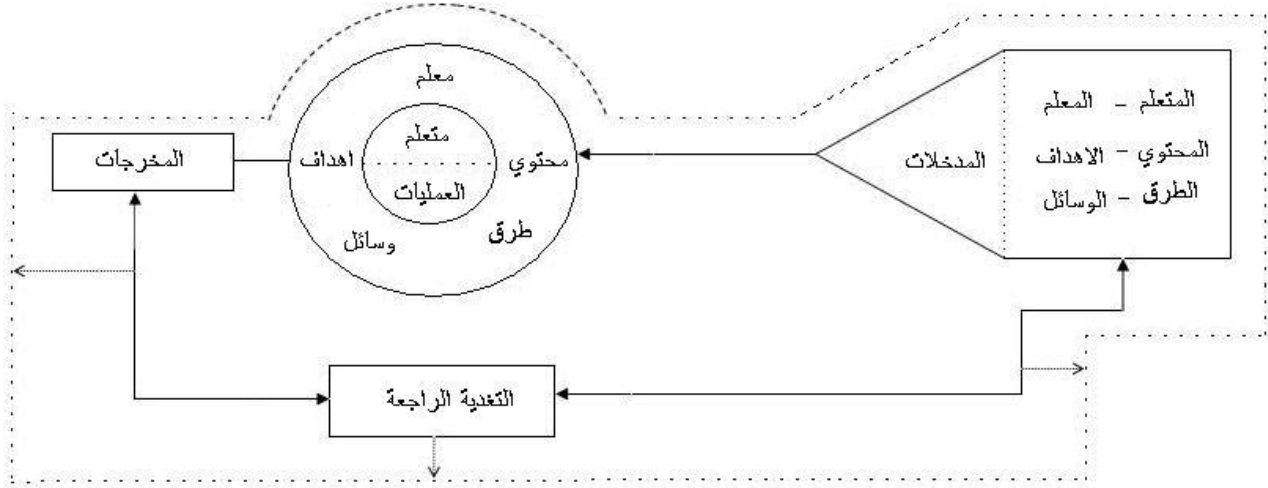 المتعلم – المعلم
المحتوي – الاهداف
الطرق – الوسائل
المدخلات
معلم
محتوي
اهداف
طرق
وسائل
متعلم
العمليات
المخرجات
التغدية الراجعة